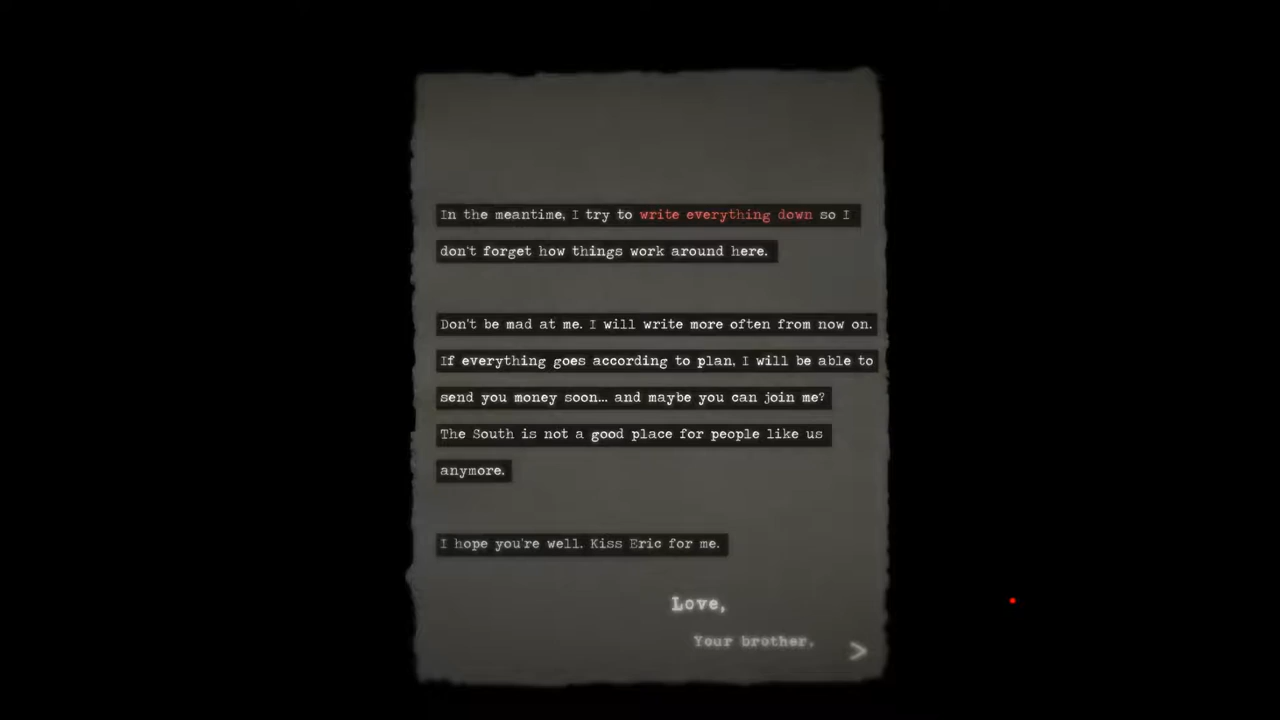 In the meantime, I try to write everything down so I
don't forget how things work around here.
Don't be mad at me. I will write more often from now on.
If everything goes according to plan, I will be able to
send you money soon... and maybe you can join me?
The South is not a good place for people like us
anymore.
I hope you're well. Kiss Eric for me.
Love,
Your brother.
>